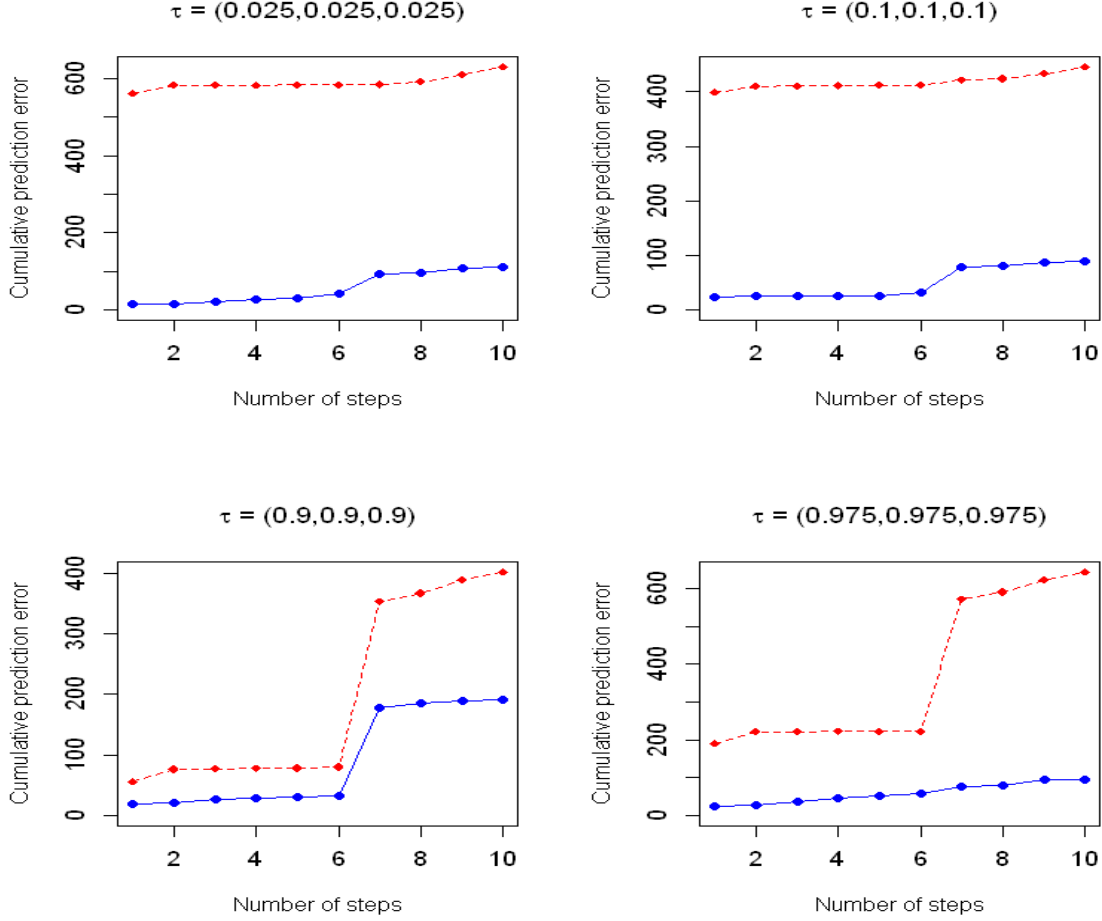 τ = (0.025,0.025,0.025)
Cumulative prediction error
0 200 400 600
2 4 6 8 10
Number of steps
τ = (0.1,0.1,0.1)
Cumulative prediction error
0 100 200 300 400
2 4 6 8 10
Number of steps
τ = (0.9,0.9,0.9)
Cumulative prediction error
0 100 200 300 400
2 4 6 8 10
Number of steps
τ = (0.975,0.975,0.975)
Cumulative prediction error
0 200 400 600
2 4 6 8 10
Number of steps